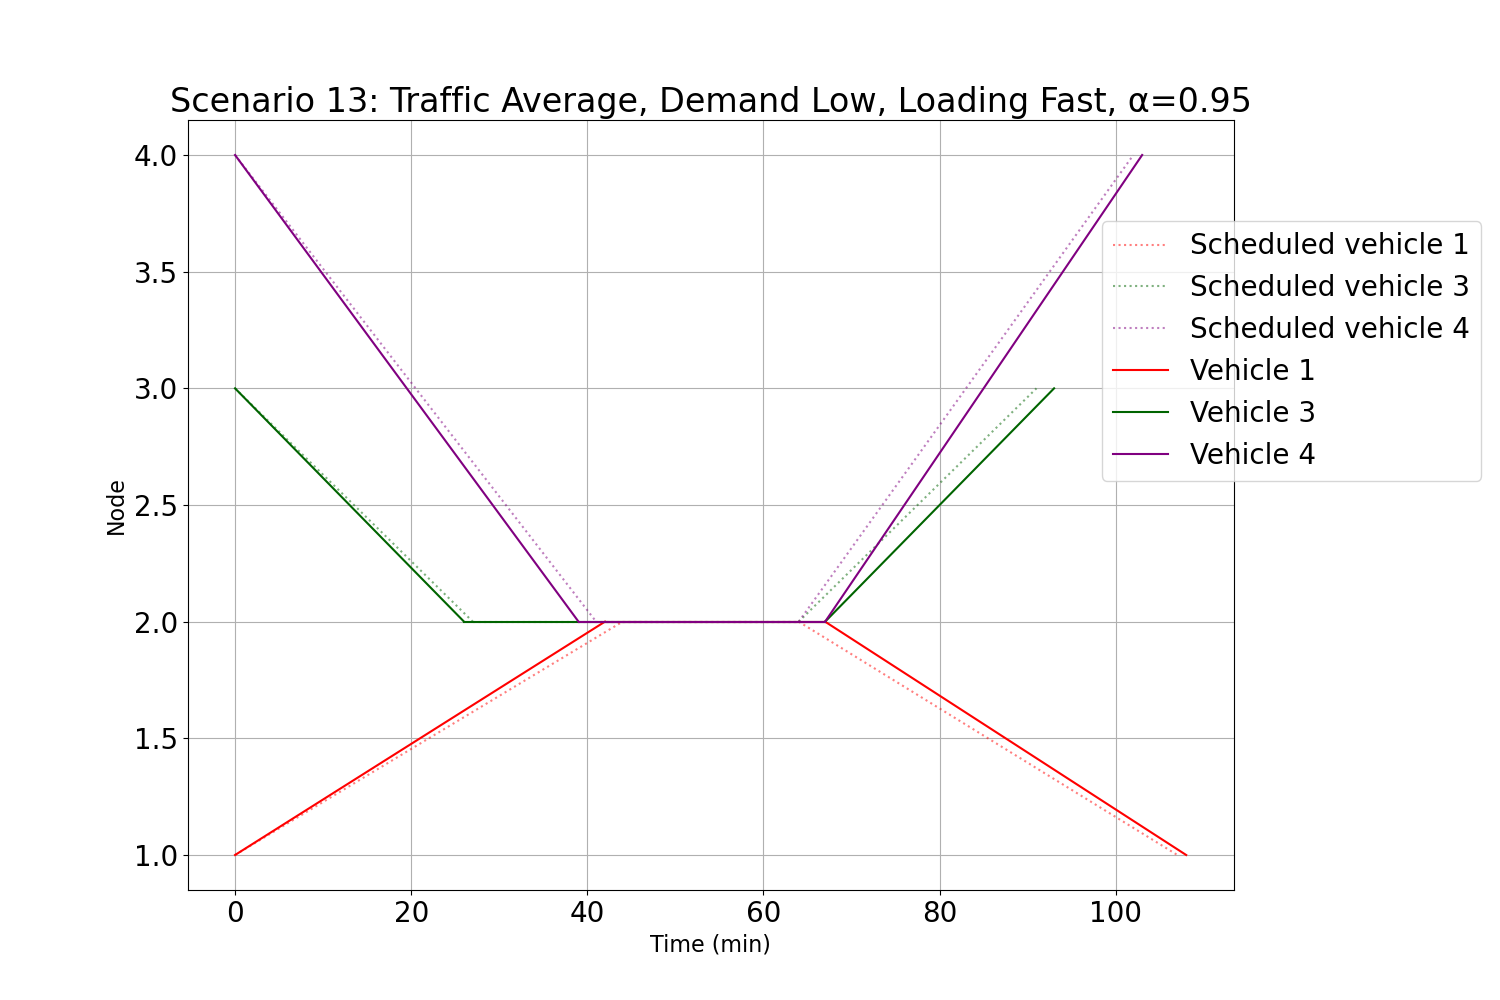 Scenario 13: Traffic Average, Demand Low, Loading Fast, α=0.95
4.0
3.5
3.0
2.5
2.0
1.5
1.0
Node
Scheduled vehicle 1
Scheduled vehicle 3
Scheduled vehicle 4
Vehicle 1
Vehicle 3
Vehicle 4
0 20 40 60 80 100
Time (min)